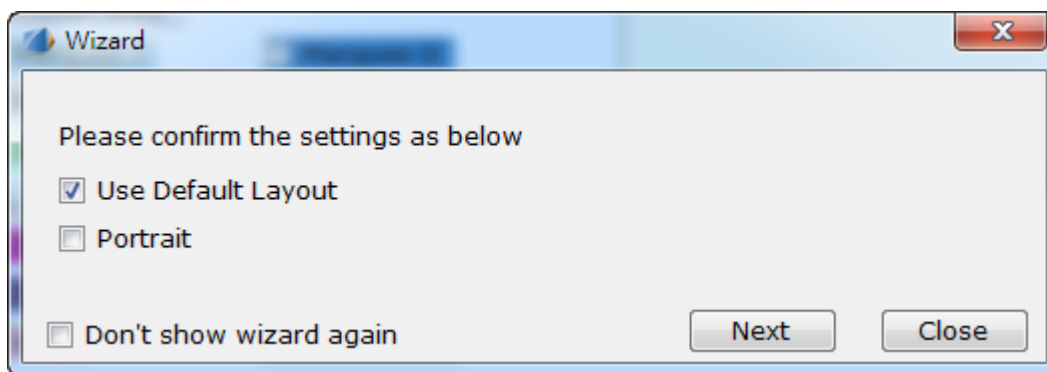 Wizard
Please confirm the settings as below
Use Default Layout
Portrait
Don't show wizard again
Next
Close